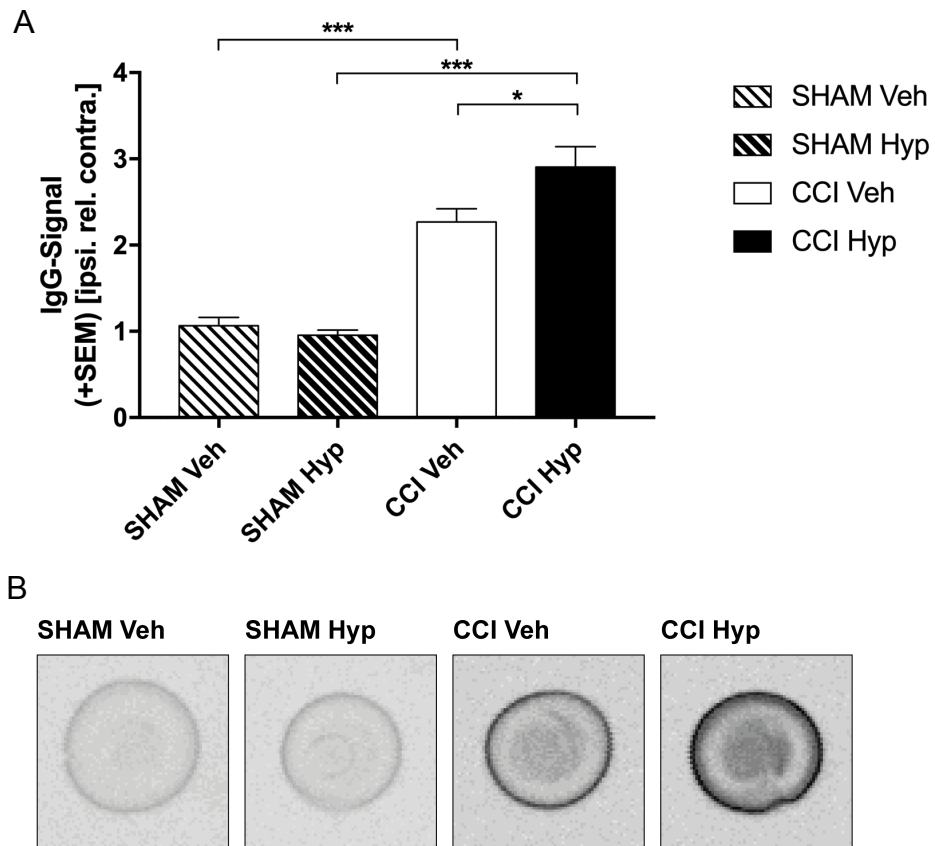 A
***
***
*
4
3
2
1
0
IgG-Signal
(+SEM) [ipsi. rel. contra.]
SHAM Veh
SHAM Hyp
CCI Veh
CCI Hyp
SHAM Veh
SHAM Hyp
CCI Veh
CCI Hyp
B
SHAM Veh
SHAM Hyp
CCI Veh
CCI Hyp